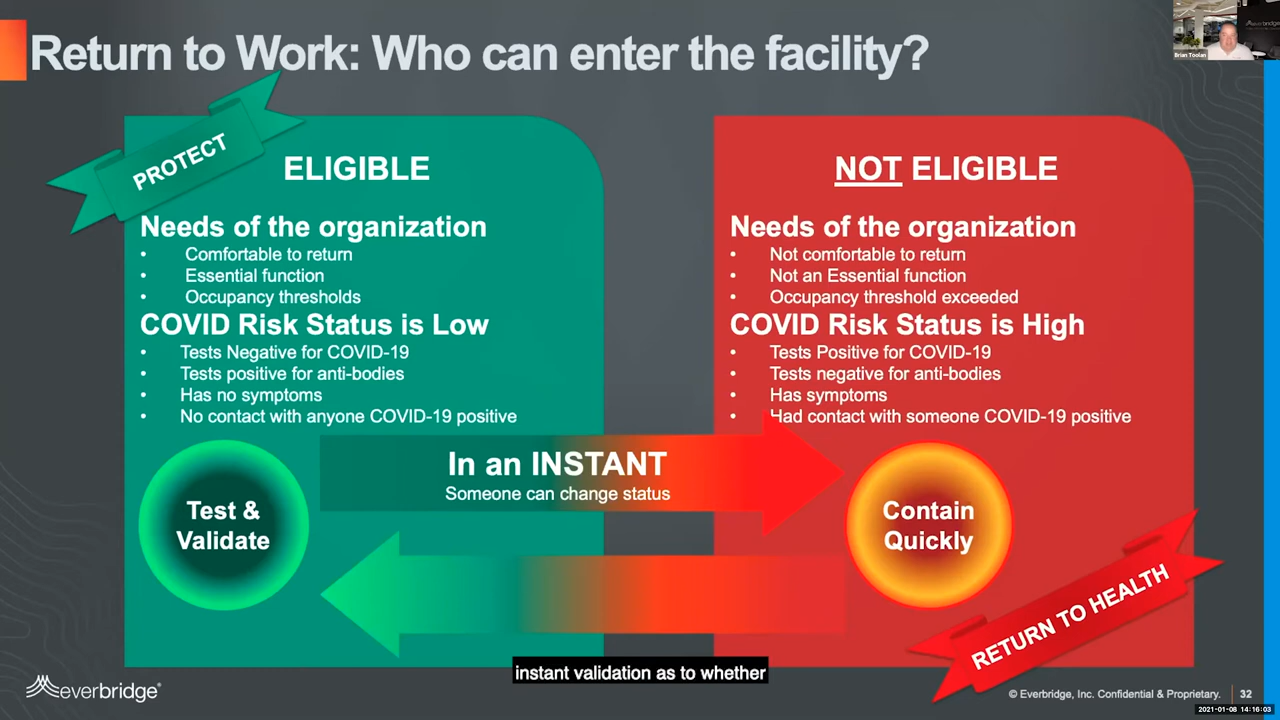 Return to Work: Who can enter the facility?
everbridge
Brian Toolan
PROTECT
ELIGIBLE
Needs of the organization
• Comfortable to return
• Essential function
• Occupancy thresholds
COVID Risk Status is Low
• Tests Negative for COVID-19
• Tests positive for anti-bodies
• Has no symptoms
• No contact with anyone COVID-19 positive
NOT ELIGIBLE
Needs of the organization
• Not comfortable to return
• Not an Essential function
• Occupancy threshold exceeded
COVID Risk Status is High
• Tests Positive for COVID-19
• Tests negative for anti-bodies
• Has symptoms
• Had contact with someone COVID-19 positive
In an INSTANT
Someone can change status
Test &
Validate
Contain
Quickly
RETURN TO HEALTH
instant validation as to whether
everbridge®
© Everbridge, Inc. Confidential & Proprietary. 32
2021-01-08 14:16:03